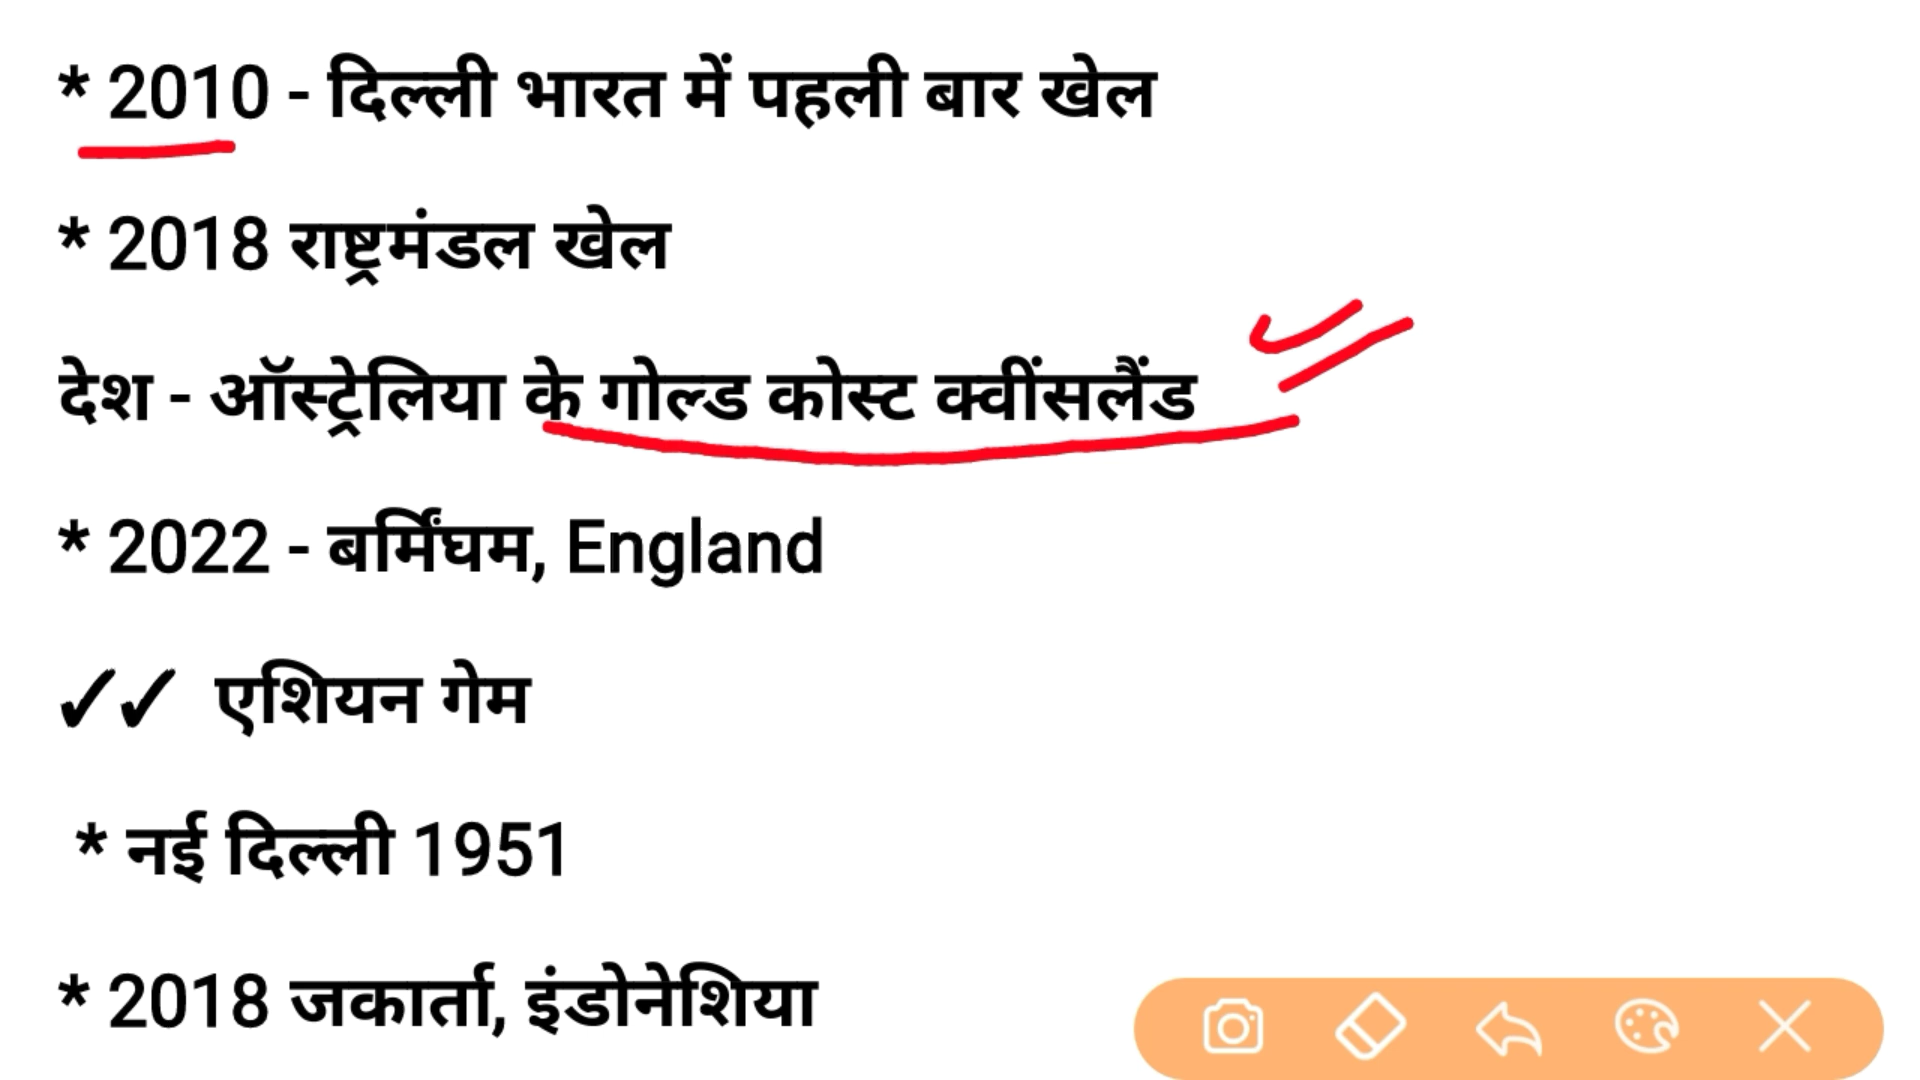 * 2010 - दिल्ली भारत में पहली बार खेल
* 2018 राष्ट्रमंडल खेल
देश - ऑस्ट्रेलिया के गोल्ड कोस्ट क्वींसलैंड
* 2022 - बर्मिंघम, England
✓✓ एशियन गेम
* नई दिल्ली 1951
* 2018 जकार्ता, इंडोनेशिया